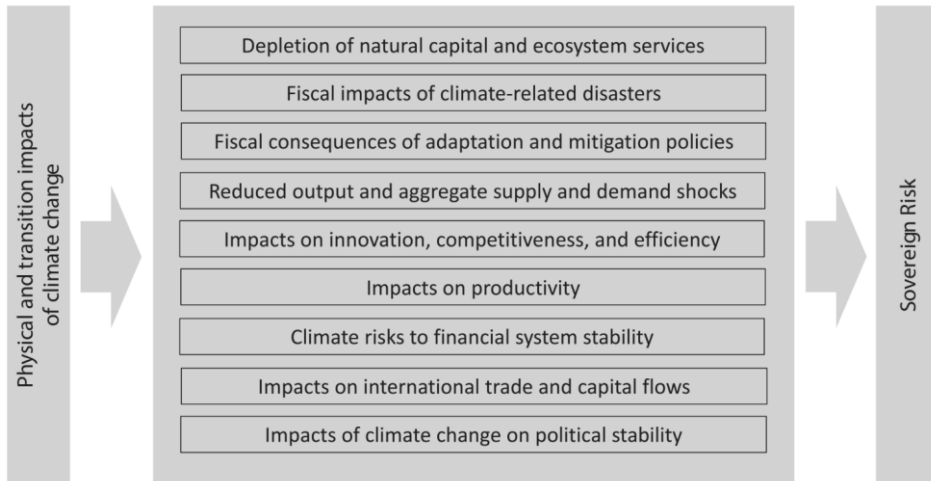 Physical and transition impacts
of climate change
Depletion of natural capital and ecosystem services
Fiscal impacts of climate-related disasters
Fiscal consequences of adaptation and mitigation policies
Reduced output and aggregate supply and demand shocks
Impacts on innovation, competitiveness, and efficiency
Impacts on productivity
Climate risks to financial system stability
Impacts on international trade and capital flows
Impacts of climate change on political stability
Sovereign Risk